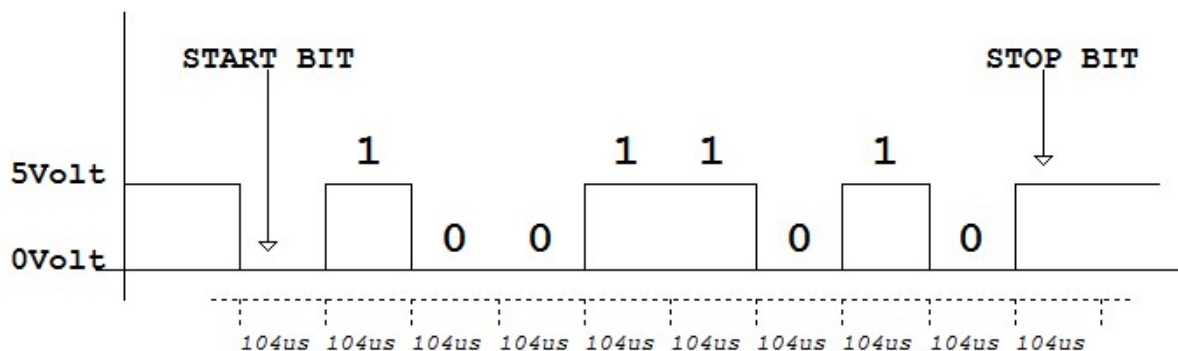 START BIT STOP BIT
1 1 1 1
5Volt
0 0 0 0
0Volt
104us 104us 104us 104us 104us 104us 104us 104us 104us 104us